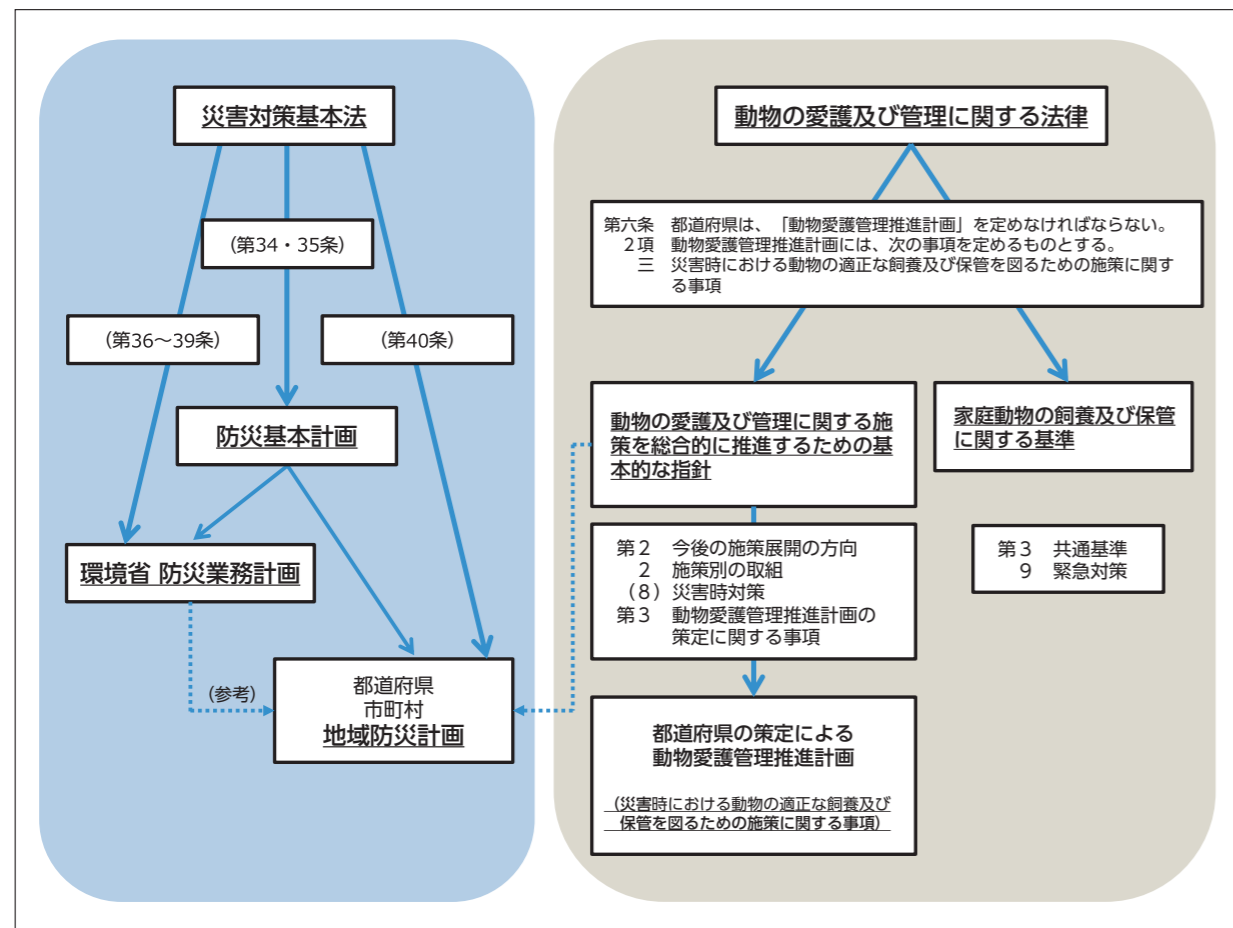 災害対策基本法
(第34・35条)
(第36～39条)
(第40条)
防災基本計画
環境省 防災業務計画
(参考)
都道府県
市町村
地域防災計画
動物の愛護及び管理に関する法律
第六条　都道府県は、「動物愛護管理推進計画」を定めなければならない。
２項　動物愛護管理推進計画には、次の事項を定めるものとする。
三　災害時における動物の適正な飼養及び保管を図るための施策に関す
る事項
動物の愛護及び管理に関する施
策を総合的に推進するための基
本的な指針
家庭動物の飼養及び保管
に関する基準
第２　今後の施策展開の方向
２　施策別の取組
（８）災害時対策
第３　動物愛護管理推進計画の
策定に関する事項
第３　共通基準
９　緊急対策
都道府県の策定による
動物愛護管理推進計画
（災害時における動物の適正な飼養及び
保管を図るための施策に関する事項）